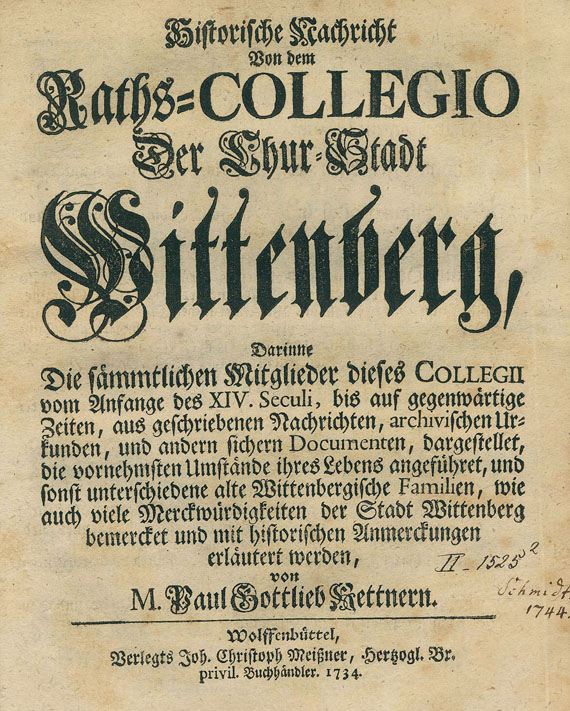 Historische Nachricht
Von dem
Raths=COLLEGIO
Der Chur=Stadt
Wittenberg,
Darinne
Die sämmtlichen Mitglieder dieses COLLEGII
vom Anfange des XIV. Seculi, bis auf gegenwärtige
Zeiten, aus geschriebenen Nachrichten, archivischen Ur=
kunden, und andern sichern Documenten, dargestellet,
die vornehmsten Umstände ihres Lebens angeführet, und
sonst unterschiedene alte Wittenbergische Familien, wie
auch viele Merckwürdigkeiten der Stadt Wittenberg
bemercket und mit historischen Anmerckungen
erläutert werden,
von
M. Paul Gottlieb Kettnern.
II - 1525²
Schmidt
1744.
Wolffenbüttel,
Verlegts Joh. Christoph Meißner, Hertzogl. Br.
privil. Buchhändler. 1734.